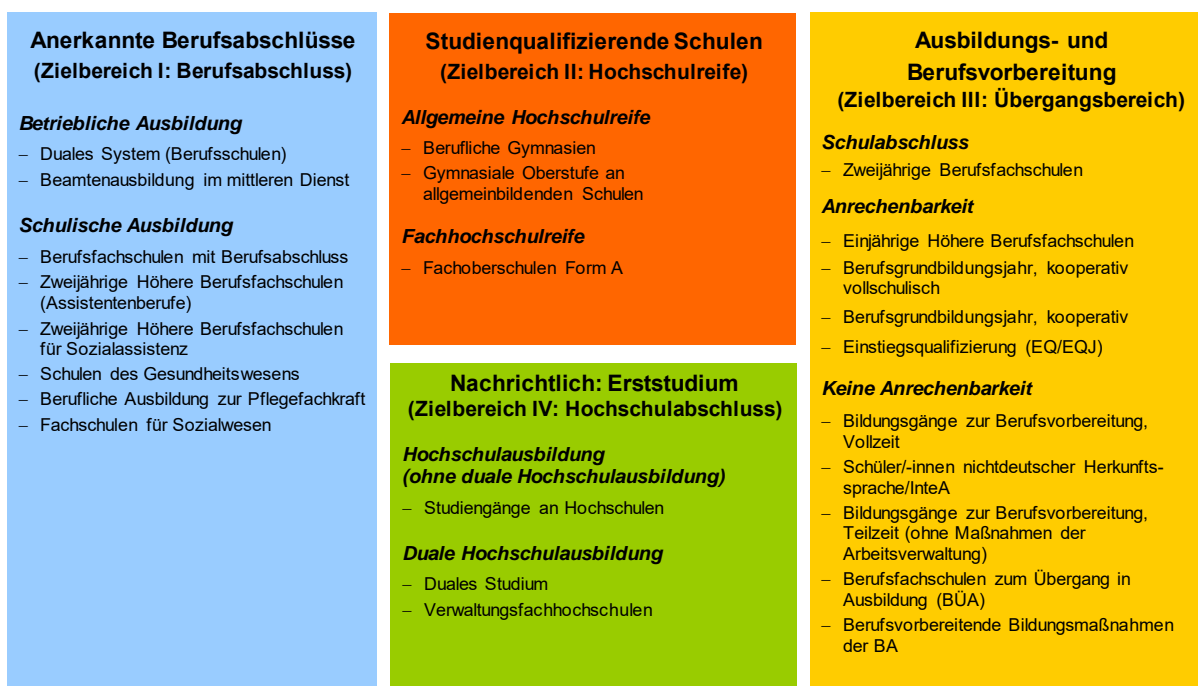 Anerkannte Berufsabschlüsse
(Zielbereich I: Berufsabschluss)
Betriebliche Ausbildung
– Duales System (Berufsschulen)
– Beamtenausbildung im mittleren Dienst
Schulische Ausbildung
– Berufsfachschulen mit Berufsabschluss
– Zweijährige Höhere Berufsfachschulen
(Assistentenberufe)
– Zweijährige Höhere Berufsfachschulen
für Sozialassistenz
– Schulen des Gesundheitswesens
– Berufliche Ausbildung zur Pflegefachkraft
– Fachschulen für Sozialwesen
Studienqualifizierende Schulen
(Zielbereich II: Hochschulreife)
Allgemeine Hochschulreife
– Berufliche Gymnasien
– Gymnasiale Oberstufe an
allgemeinbildenden Schulen
Fachhochschulreife
– Fachoberschulen Form A
Nachrichtlich: Erststudium
(Zielbereich IV: Hochschulabschluss)
Hochschulausbildung
(ohne duale Hochschulausbildung)
– Studiengänge an Hochschulen
Duale Hochschulausbildung
– Duales Studium
– Verwaltungsfachhochschulen
Ausbildungs- und
Berufsvorbereitung
(Zielbereich III: Übergangsbereich)
Schulabschluss
– Zweijährige Berufsfachschulen
Anrechenbarkeit
– Einjährige Höhere Berufsfachschulen
– Berufsgrundbildungsjahr, kooperativ
vollschulisch
– Berufsgrundbildungsjahr, kooperativ
– Einstiegsqualifizierung (EQ/EQJ)
Keine Anrechenbarkeit
– Bildungsgänge zur Berufsvorbereitung,
Vollzeit
– Schüler/-innen nichtdeutscher Herkunfts-
sprache/InteA
– Bildungsgänge zur Berufsvorbereitung,
Teilzeit (ohne Maßnahmen der
Arbeitsverwaltung)
– Berufsfachschulen zum Übergang in
Ausbildung (BÜA)
– Berufsvorbereitende Bildungsmaßnahmen
der BA